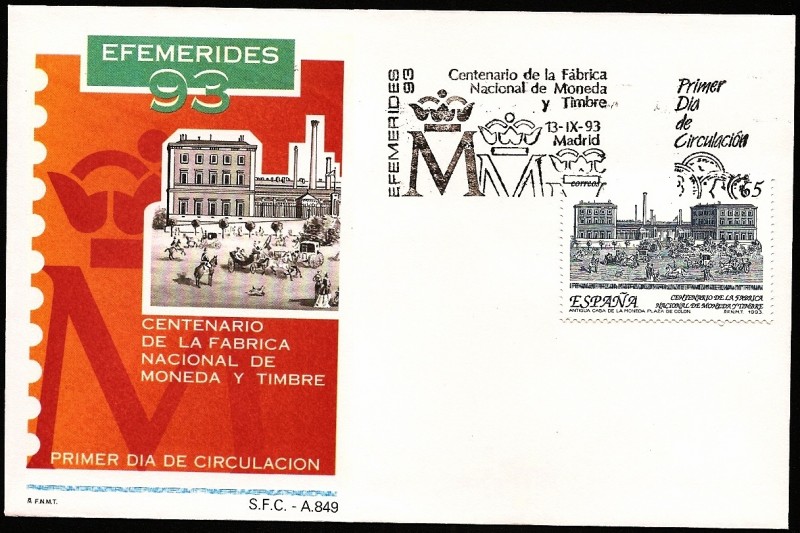 EFEMERIDES
93
CENTENARIO
DE LA FABRICA
NACIONAL DE
MONEDA Y TIMBRE
PRIMER DIA DE CIRCULACION
F.N.M.T.
S.F.C. - A.849
EFEMERIDES
93
Centenario de la Fábrica
Nacional de Moneda
y Timbre
13-IX-93
Madrid
correos
M M M
Primer
Día
de
Circulación
65
ESPAÑA
CENTENARIO DE LA FABRICA
NACIONAL DE MONEDA Y TIMBRE
ANTIGUA CASA DE LA MONEDA PLAZA DE COLON
F.N.M.T. 1993